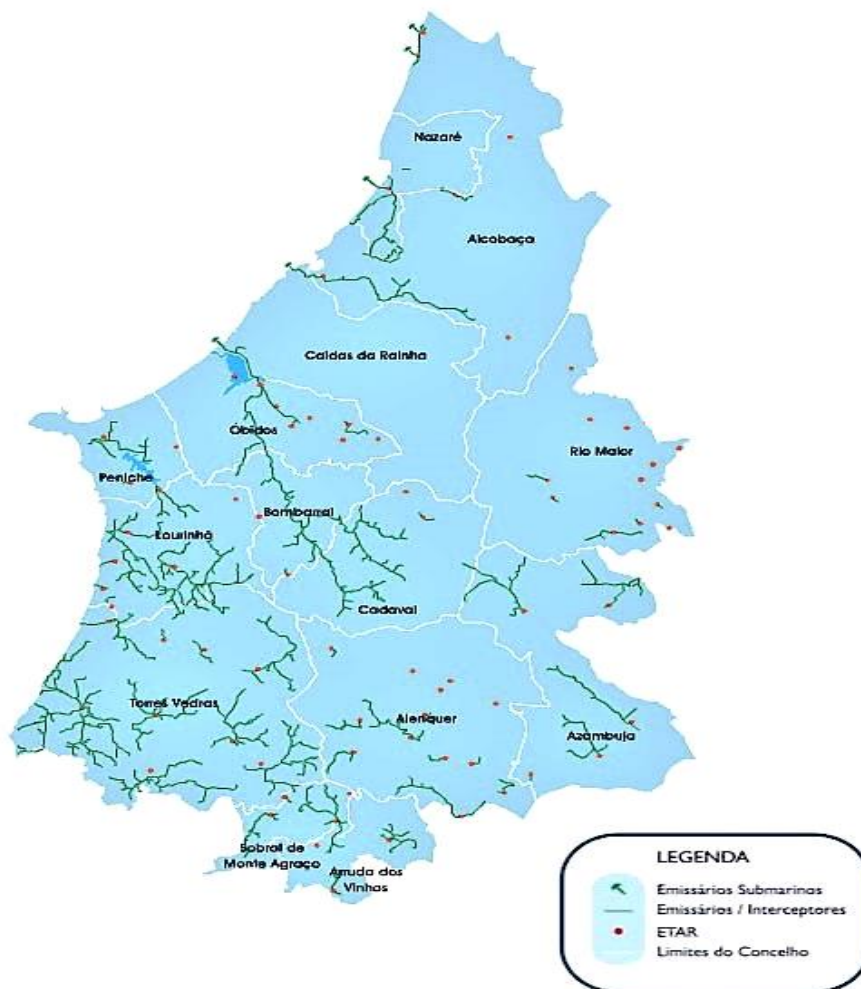 Nazaré
Alcobaça
Caldas da Rainha
Óbidos
Rio Maior
Peniche
Bombarral
Lourinhã
Cadaval
Torres Vedras
Alenquer
Azambuja
Sobral de
Monte Agraço
Arruda dos
Vinhos
LEGENDA
Emissários Submarinos
Emissários / Interceptores
ETAR
Limites do Concelho